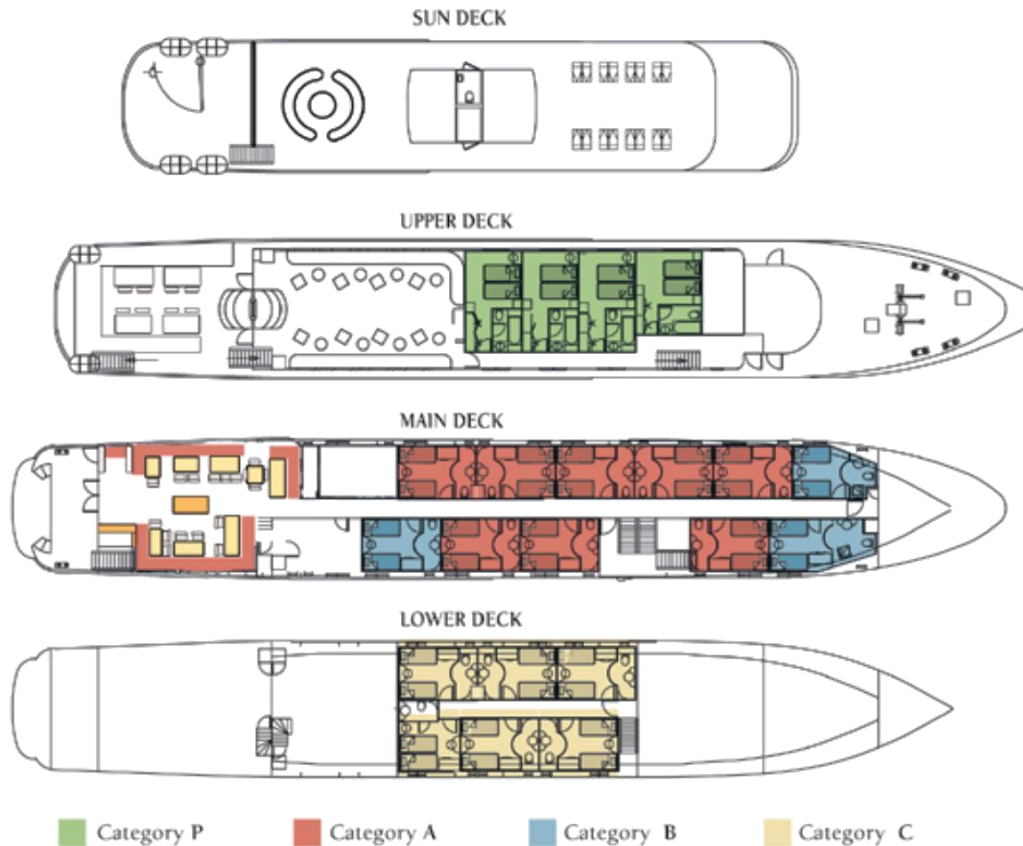 SUN DECK
UPPER DECK
MAIN DECK
LOWER DECK
Category P Category A Category B Category C